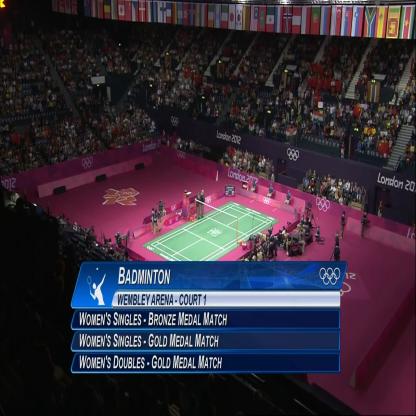 London 2012
London 2012
London 2012
BADMINTON
WEMBLEY ARENA - COURT 1
WOMEN'S SINGLES - BRONZE MEDAL MATCH
WOMEN'S SINGLES - GOLD MEDAL MATCH
WOMEN'S DOUBLES - GOLD MEDAL MATCH